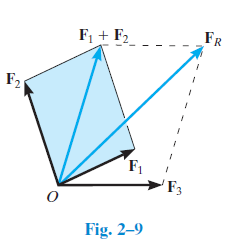 F₁ + F₂
F_R
F₂
F₁
F₃
O
Fig. 2–9